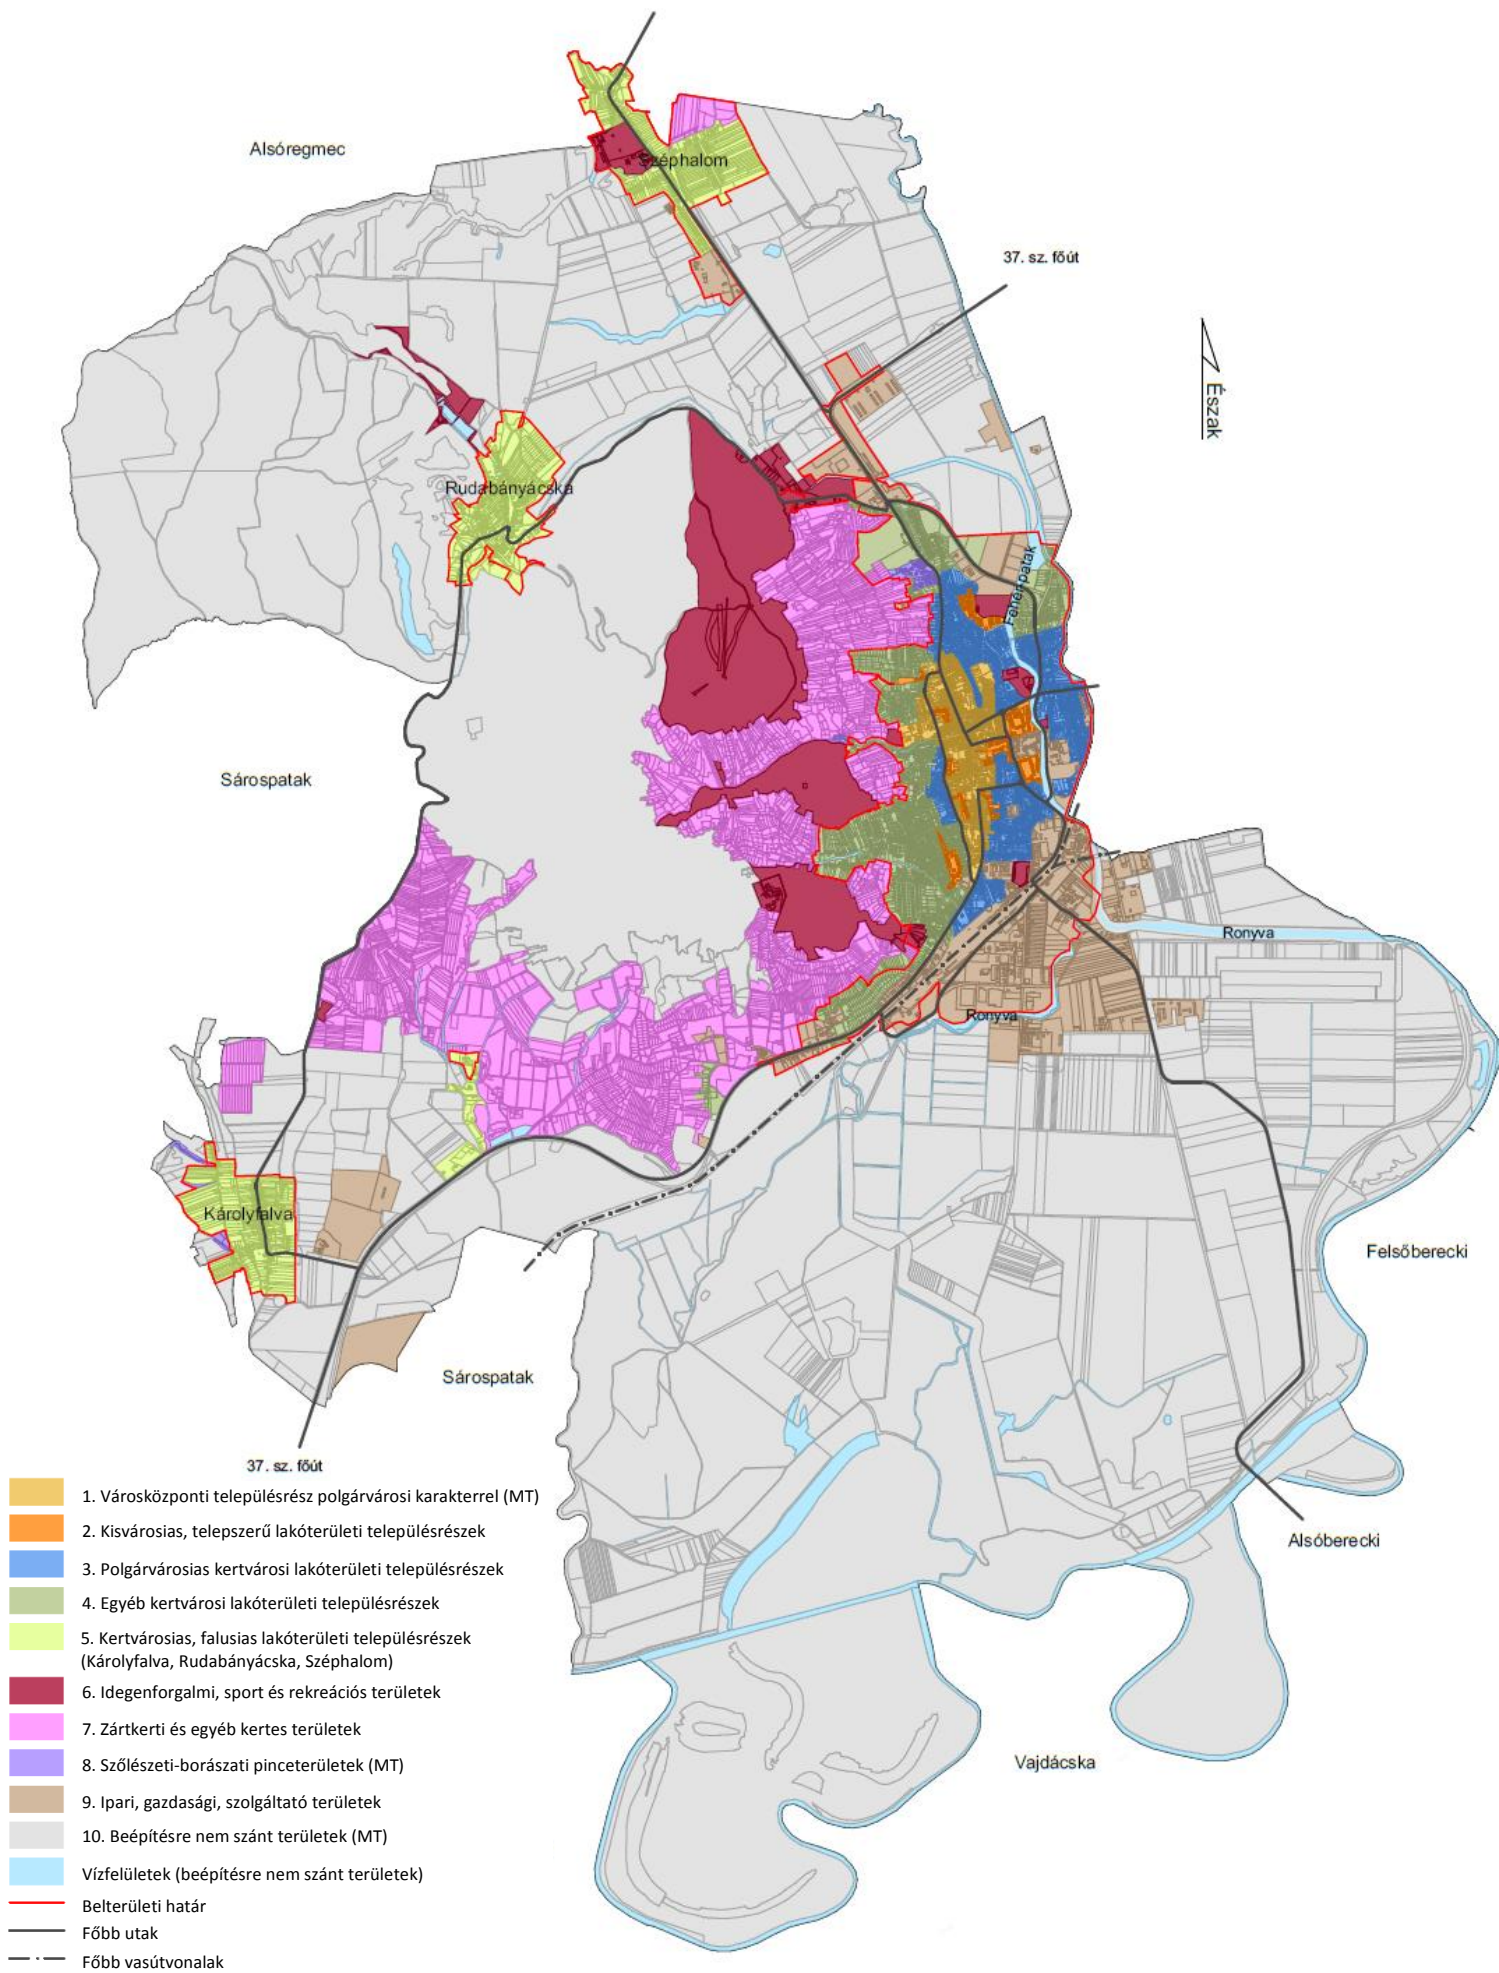 Alsóregmec
Széphalom
37. sz. főút
Észak
Rudabányácska
Fehérpatak
Sárospatak
Ronyva
Ronyva
Károlyfalva
Felsőberecki
Sárospatak
37. sz. főút
Alsóberecki
Vajdácska
1. Városközponti településrész polgárvárosi karakterrel (MT)
2. Kisvárosias, telepszerű lakóterületi településrészek
3. Polgárvárosias kertvárosi lakóterületi településrészek
4. Egyéb kertvárosi lakóterületi településrészek
5. Kertvárosias, falusias lakóterületi településrészek
(Károlyfalva, Rudabányácska, Széphalom)
6. Idegenforgalmi, sport és rekreációs területek
7. Zártkerti és egyéb kertes területek
8. Szőlészeti-borászati pinceterületek (MT)
9. Ipari, gazdasági, szolgáltató területek
10. Beépítésre nem szánt területek (MT)
Vízfelületek (beépítésre nem szánt területek)
Belterületi határ
Főbb utak
Főbb vasútvonalak